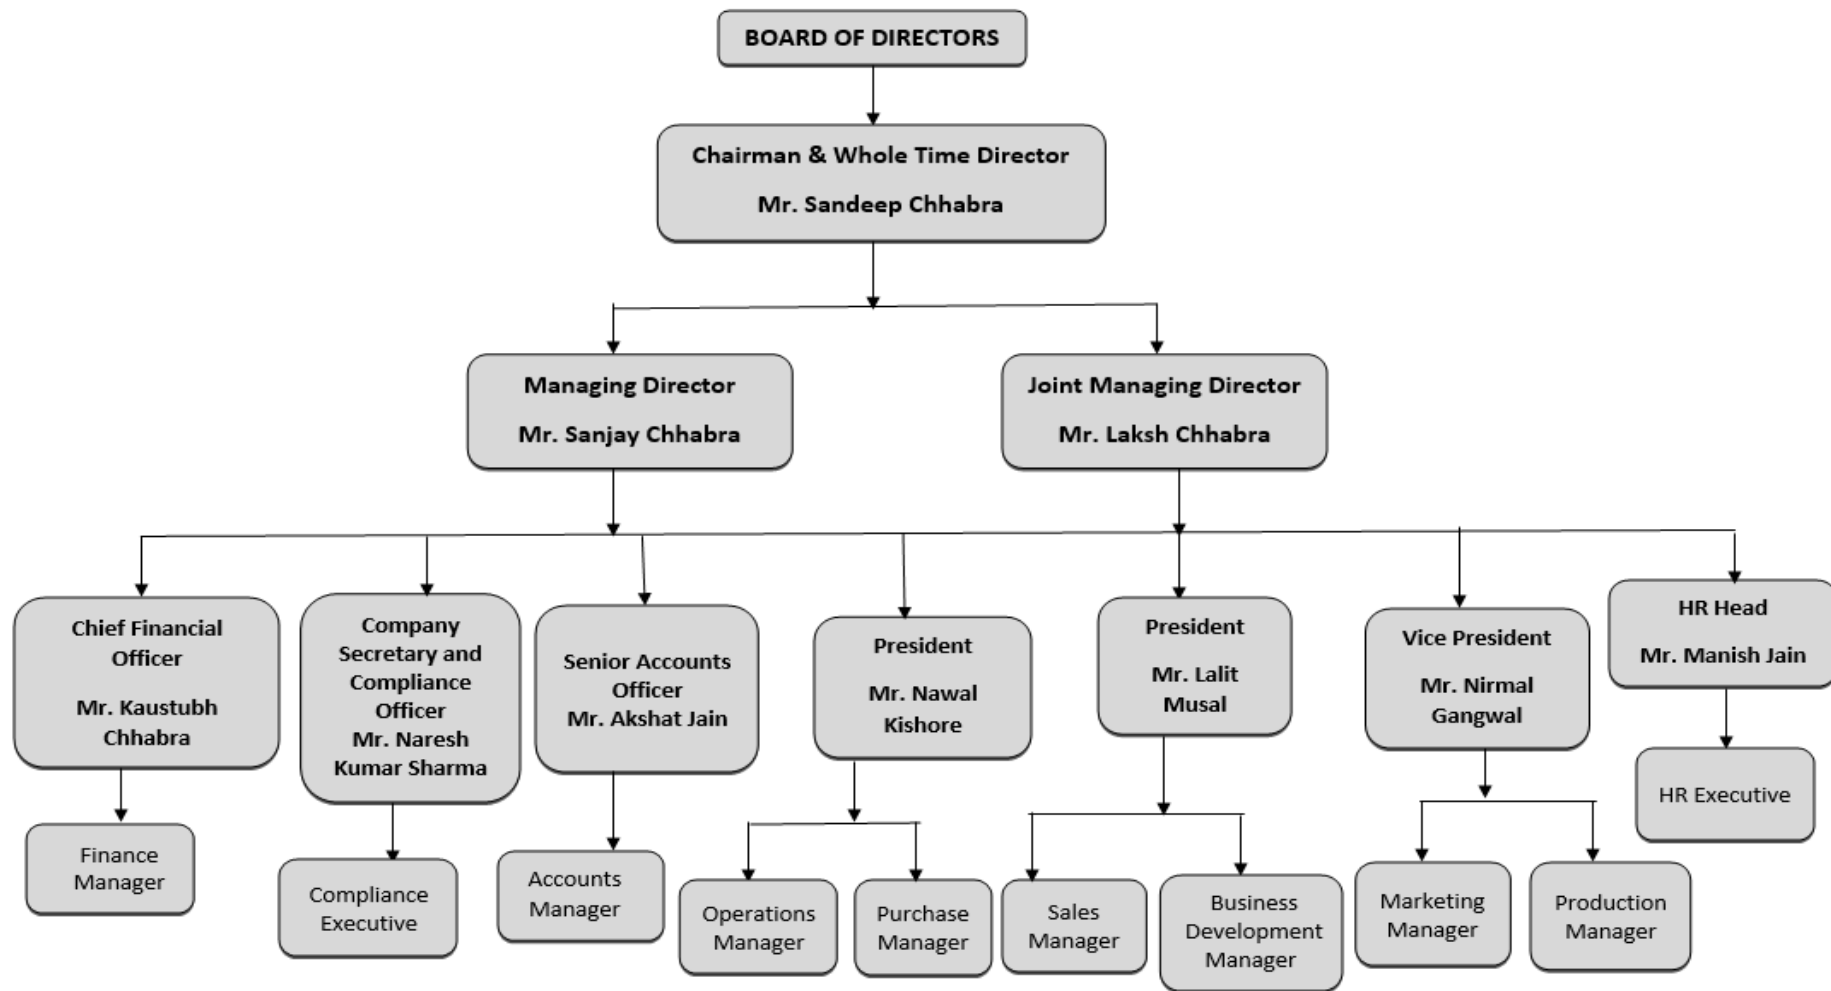 BOARD OF DIRECTORS
Chairman & Whole Time Director
Mr. Sandeep Chhabra
Managing Director
Mr. Sanjay Chhabra
Joint Managing Director
Mr. Laksh Chhabra
Chief Financial
Officer
Mr. Kaustubh
Chhabra
Company
Secretary and
Compliance
Officer
Mr. Naresh
Kumar Sharma
Senior Accounts
Officer
Mr. Akshat Jain
President
Mr. Nawal
Kishore
President
Mr. Lalit
Musal
Vice President
Mr. Nirmal
Gangwal
HR Head
Mr. Manish Jain
Finance
Manager
Compliance
Executive
Accounts
Manager
Operations
Manager
Purchase
Manager
Sales
Manager
Business
Development
Manager
Marketing
Manager
Production
Manager
HR Executive